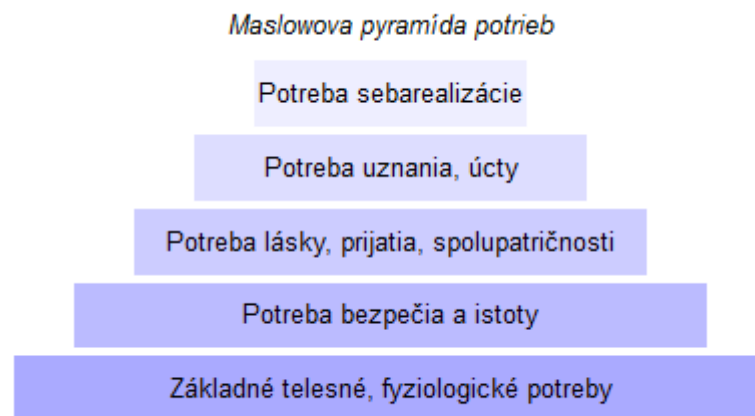 Maslowova pyramída potrieb
Potreba sebarealizácie
Potreba uznania, úcty
Potreba lásky, prijatia, spolupatričnosti
Potreba bezpečia a istoty
Základné telesné, fyziologické potreby